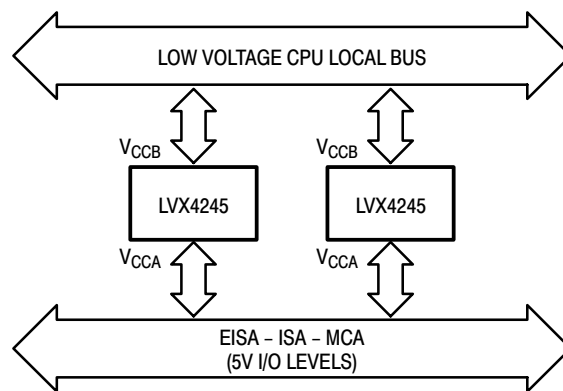 LOW VOLTAGE CPU LOCAL BUS
VCCB VCCB
LVX4245 LVX4245
VCCA VCCA
EISA – ISA – MCA
(5V I/O LEVELS)